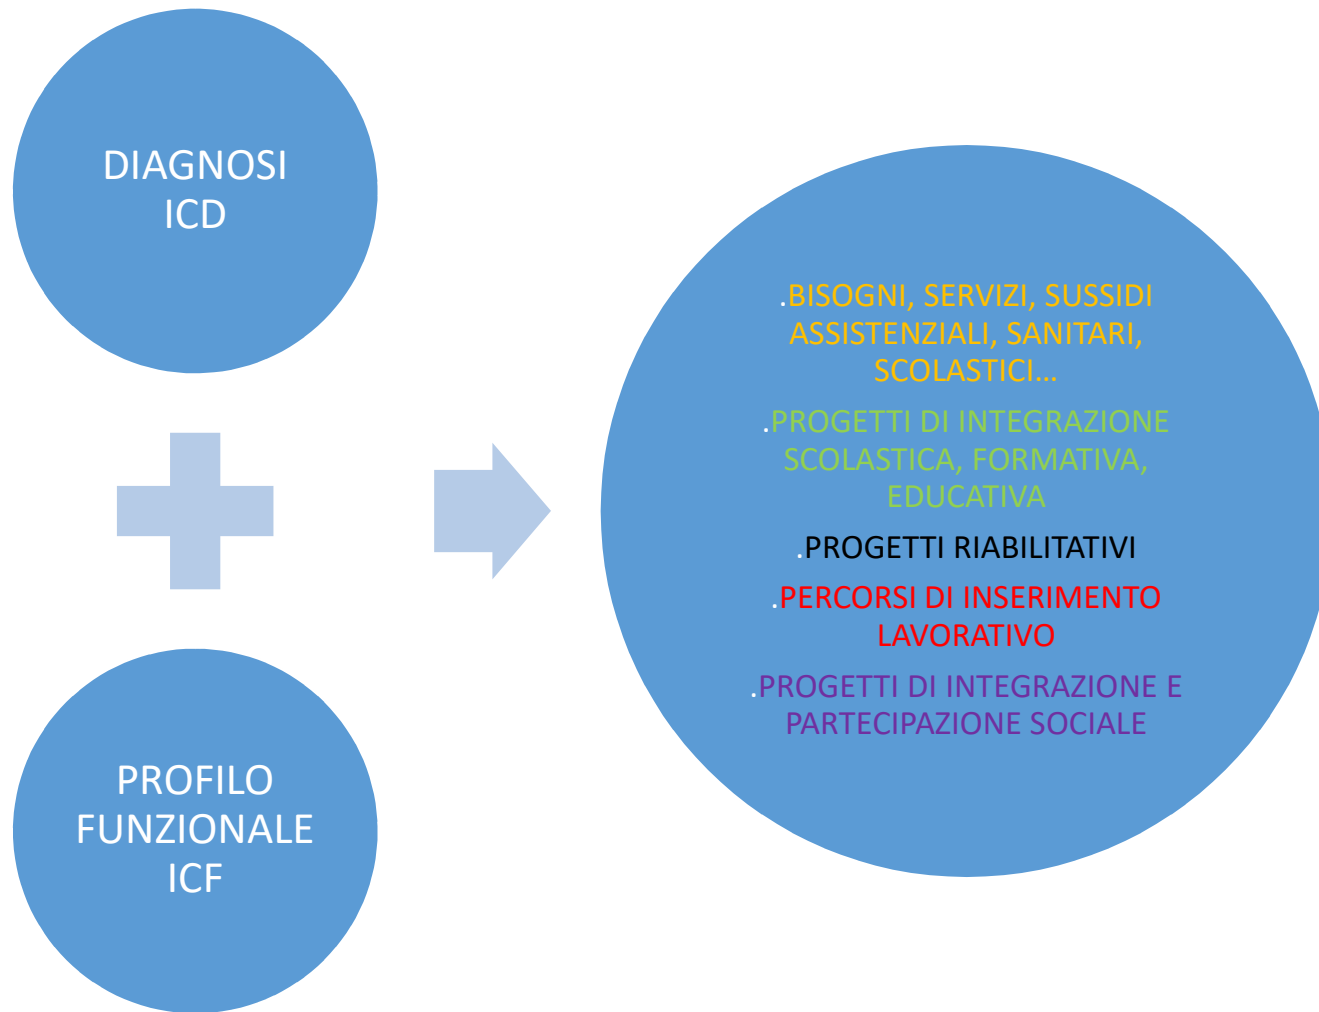 DIAGNOSI
ICD
PROFILO
FUNZIONALE
ICF
.BISOGNI, SERVIZI, SUSSIDI
ASSISTENZIALI, SANITARI,
SCOLASTICI...
.PROGETTI DI INTEGRAZIONE
SCOLASTICA, FORMATIVA,
EDUCATIVA
.PROGETTI RIABILITATIVI
.PERCORSI DI INSERIMENTO
LAVORATIVO
.PROGETTI DI INTEGRAZIONE E
PARTECIPAZIONE SOCIALE